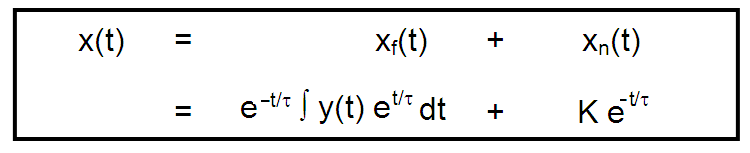 x(t) = x_f(t) + x_n(t)
= e^{-t/τ} ∫ y(t) e^{t/τ} dt + K e^{-t/τ}